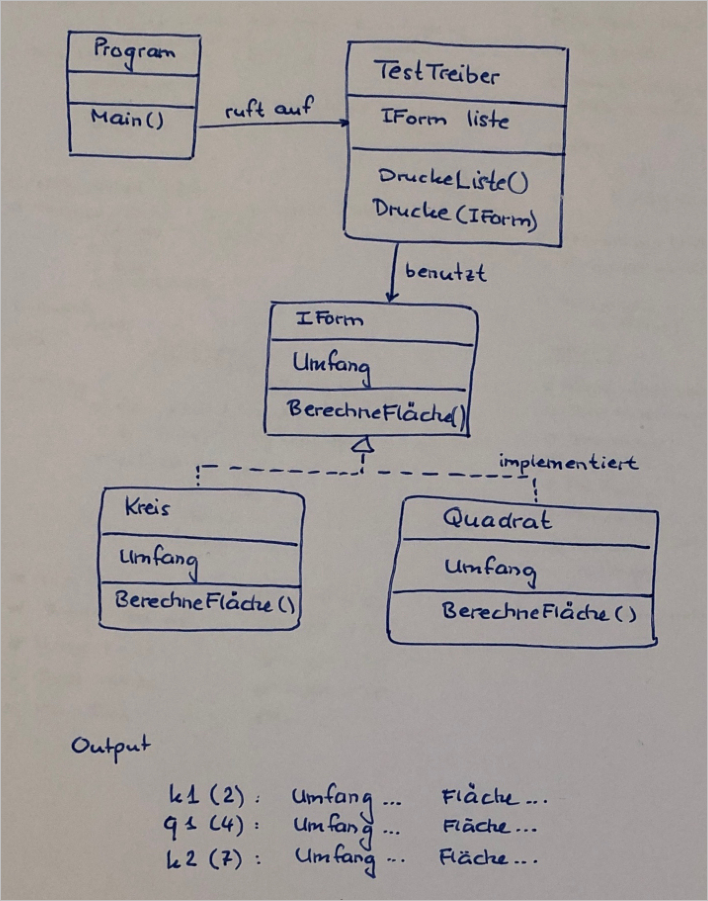 Program
Main()
ruft auf
TestTreiber
IForm liste
DruckeListe()
Drucke (IForm)
benutzt
IForm
Umfang
BerechneFläche()
implementiert
Kreis
Umfang
BerechneFläche()
Quadrat
Umfang
BerechneFläche()
Output
k1 (2): Umfang... Fläche...
q1 (4): Umfang... Fläche...
k2 (7): Umfang... Fläche...